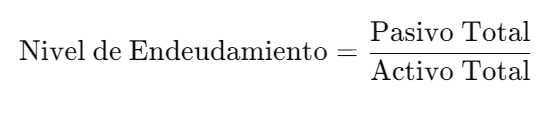 Nivel de Endeudamiento = Pasivo Total
Activo Total